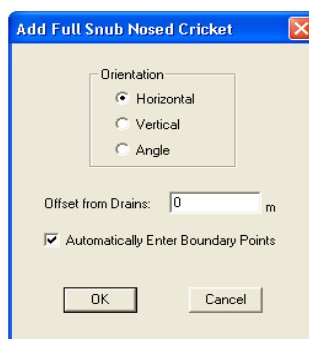 Add Full Snub Nosed Cricket
Orientation
Horizontal
Vertical
Angle
Offset from Drains: 0 m
Automatically Enter Boundary Points
OK Cancel